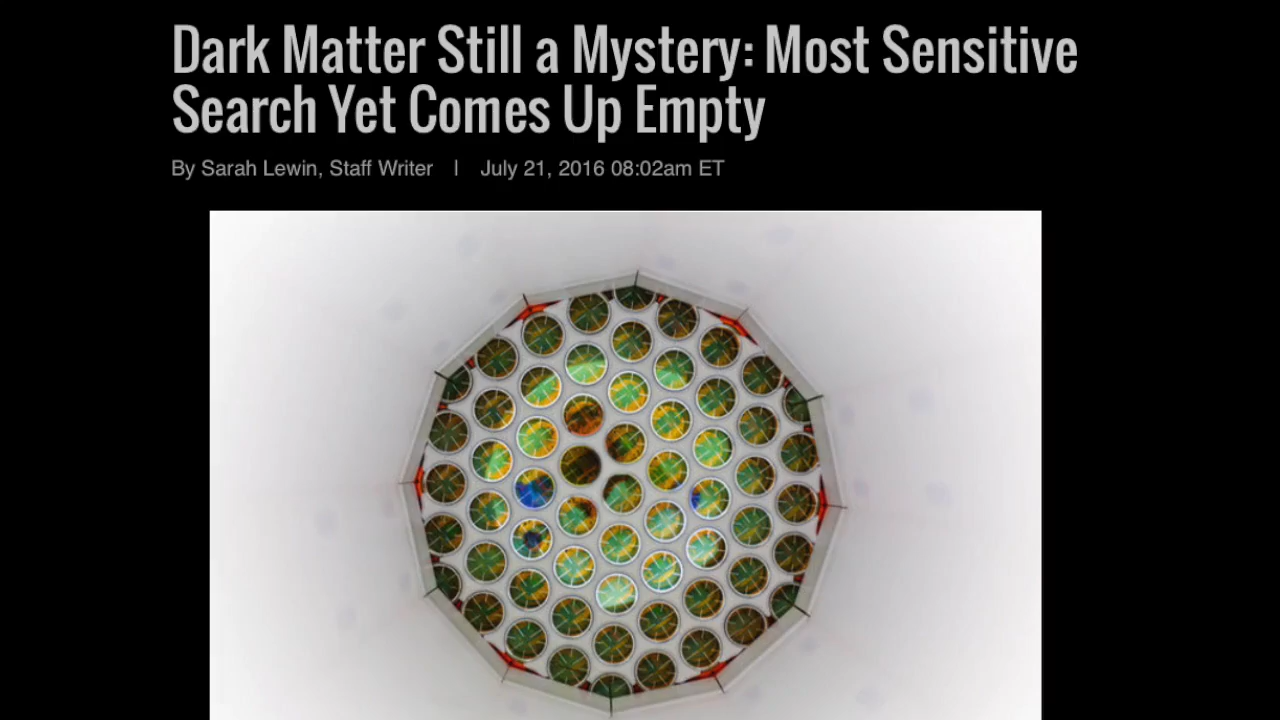 Dark Matter Still a Mystery: Most Sensitive
Search Yet Comes Up Empty
By Sarah Lewin, Staff Writer | July 21, 2016 08:02am ET